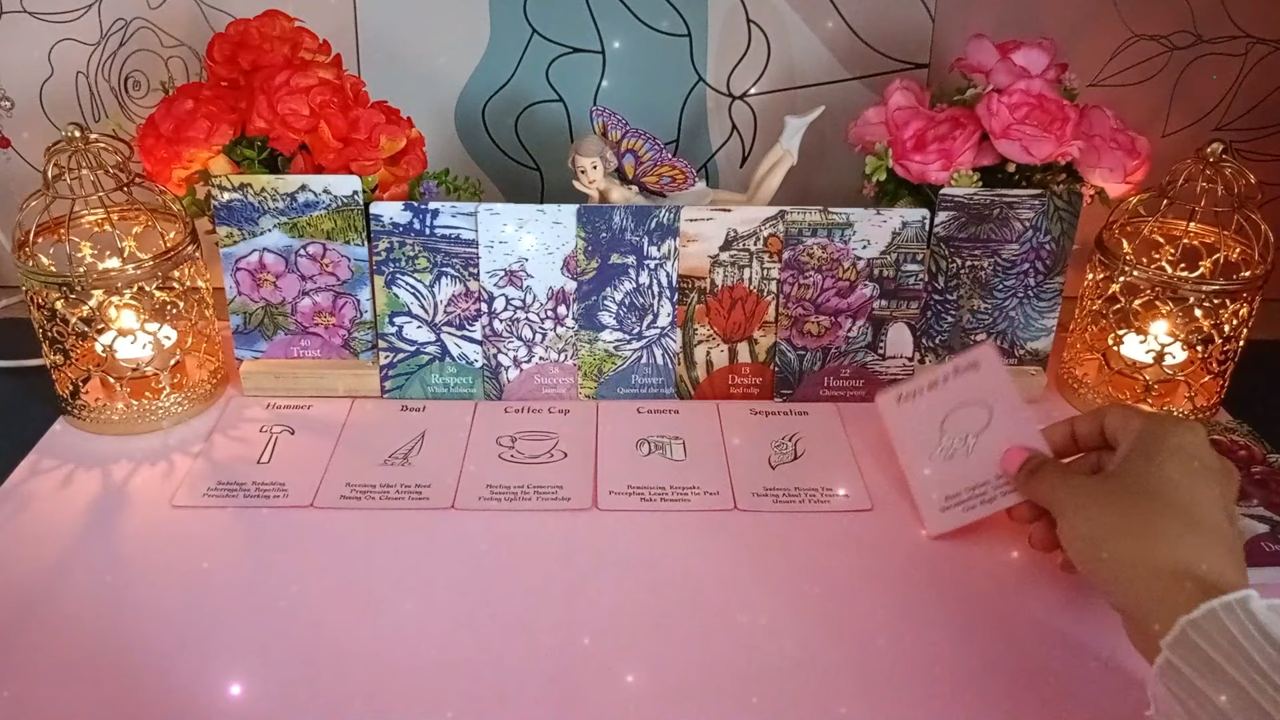 40
Trust
36
Respect
White hibiscus
38
Success
Jasmine
31
Power
Queen of the nigh
13
Desire
Red tulip
22
Honour
Chinese peony
Hammer
Sabotage, Rebuilding,
Interrogation, Repetitive,
Persistent, Working on It
Boat
Receiving What You Need
Progression, Arriving,
Moving On, Closure Issues
Coffee Cup
Meeting and Conversing,
Savoring the Moment,
Feeling Uplifted, Friendship
Camera
Reminiscing, Keepsake,
Perception, Learn From the Past
Make Memories
Separation
Sadness, Missing You
Thinking About You
Unsure of Future